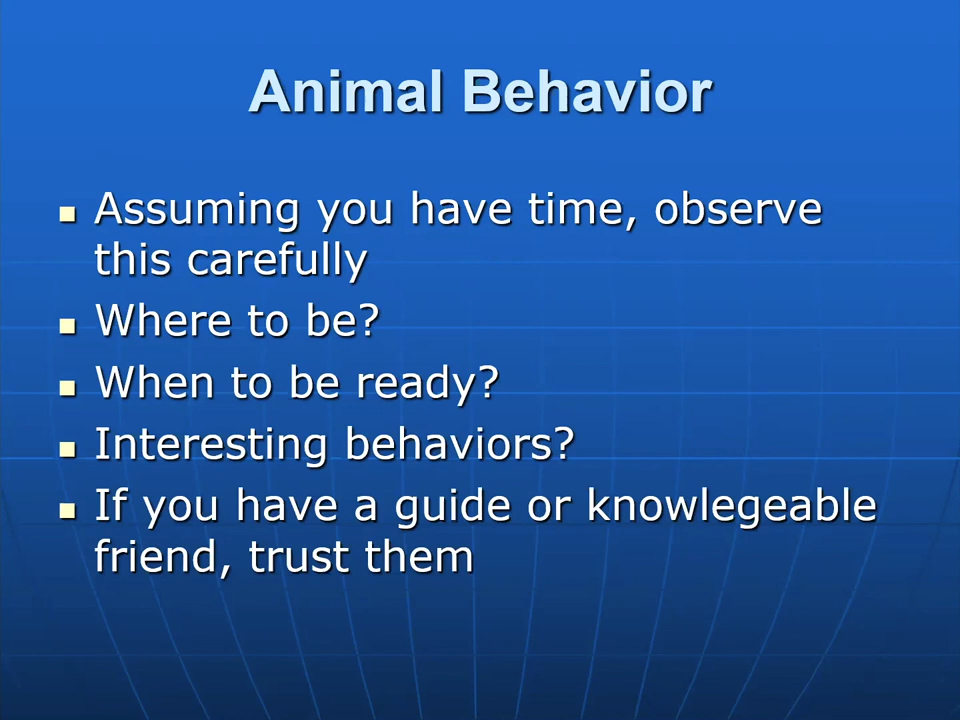 Animal Behavior
Assuming you have time, observe
this carefully
Where to be?
When to be ready?
Interesting behaviors?
If you have a guide or knowlegeable
friend, trust them